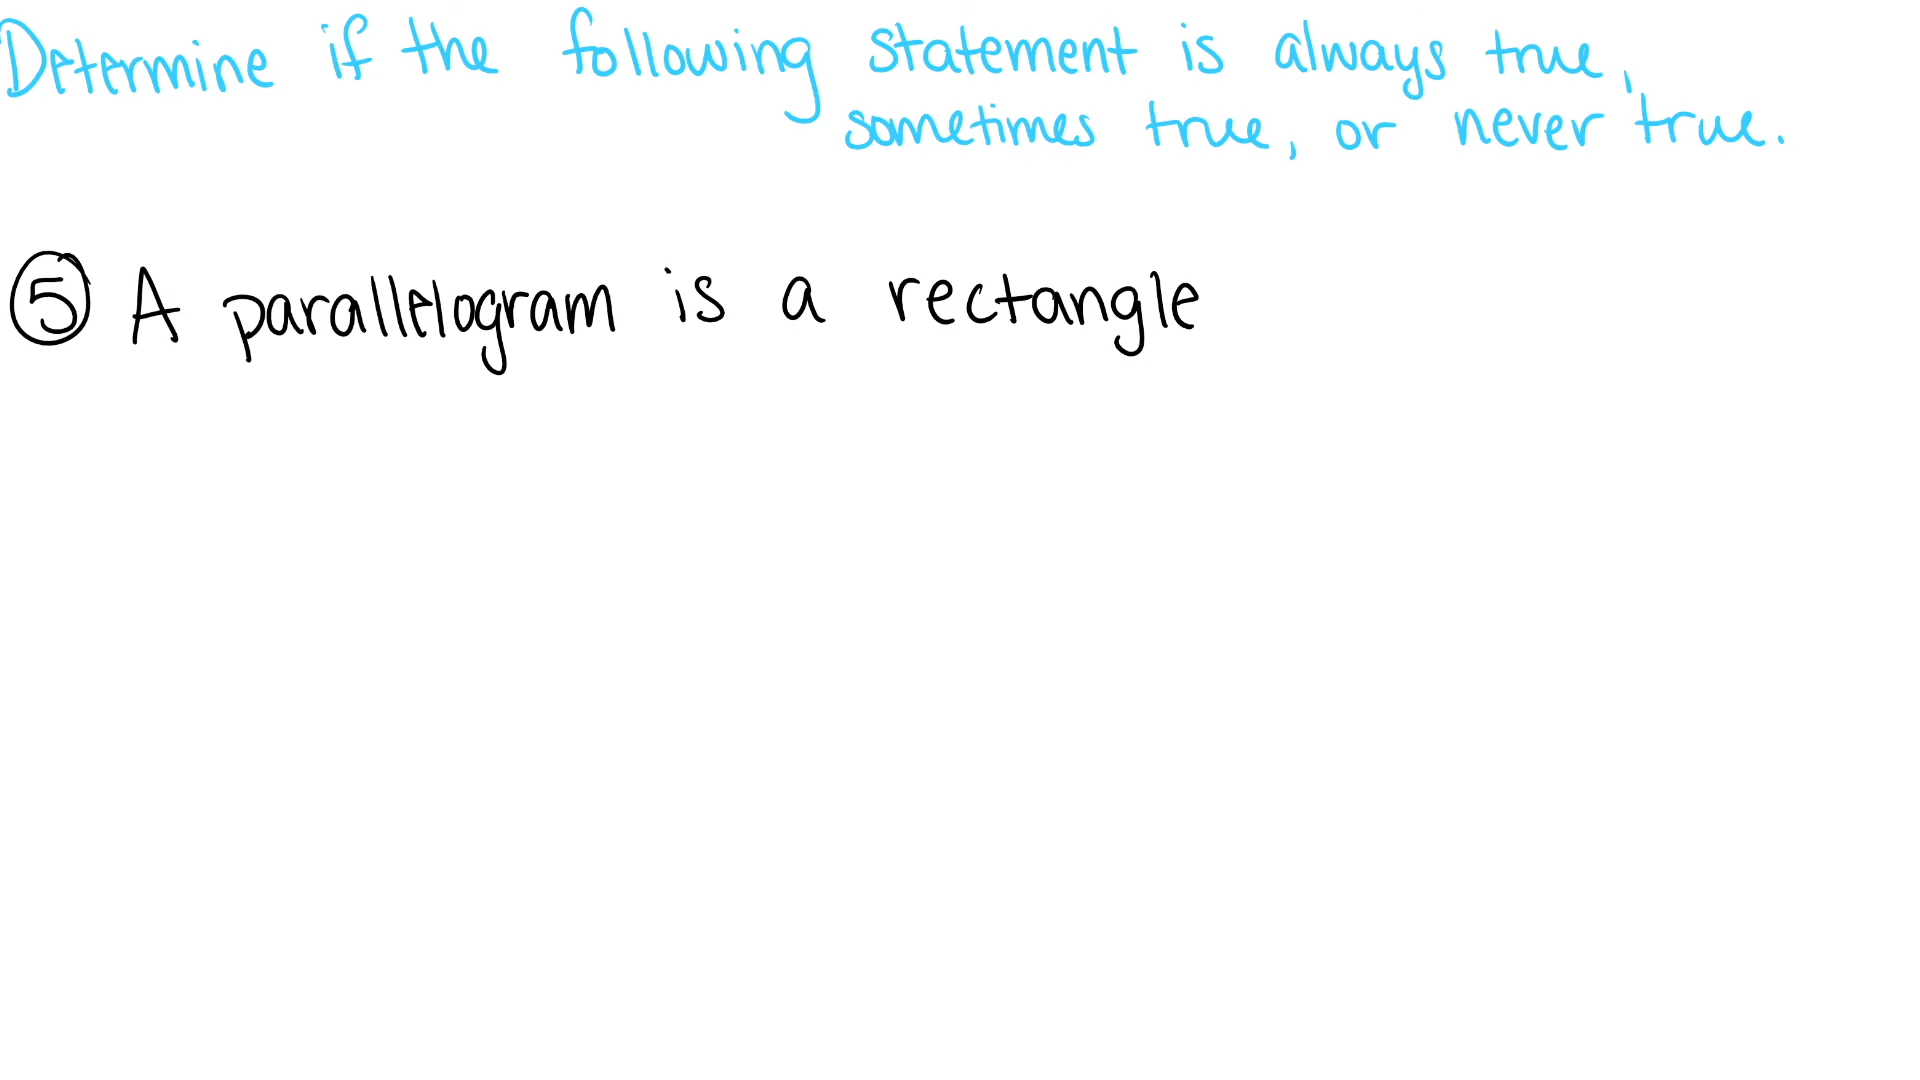 Determine if the following statement is always true,
sometimes true, or never true.
⑤ A parallelogram is a rectangle